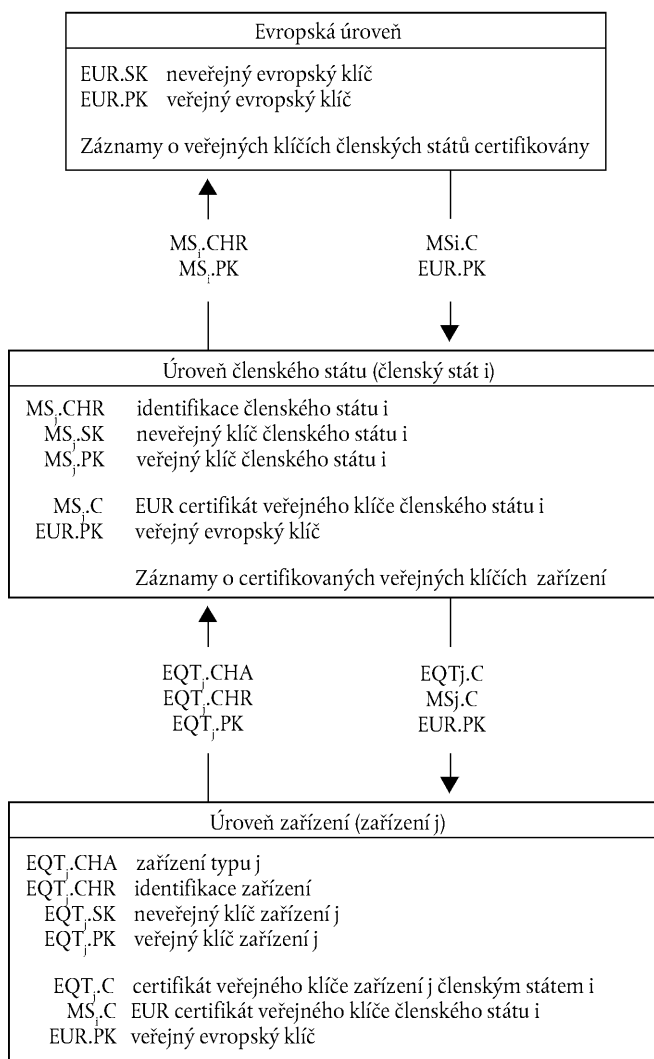 Evropská úroveň
EUR.SK neveřejný evropský klíč
EUR.PK veřejný evropský klíč
Záznamy o veřejných klíčích členských států certifikovány
MSi.CHR
MSi.PK
MSi.C
EUR.PK
Úroveň členského státu (členský stát i)
MSj.CHR identifikace členského státu i
MSj.SK neveřejný klíč členského státu i
MSj.PK veřejný klíč členského státu i
MSj.C EUR certifikát veřejného klíče členského státu i
EUR.PK veřejný evropský klíč
Záznamy o certifikovaných veřejných klíčích zařízení
EQTj.CHA
EQTj.CHR
EQTj.PK
EQTj.C
MSj.C
EUR.PK
Úroveň zařízení (zařízení j)
EQTj.CHA zařízení typu j
EQTj.CHR identifikace zařízení
EQTj.SK neveřejný klíč zařízení j
EQTj.PK veřejný klíč zařízení j
EQTj.C certifikát veřejného klíče zařízení j členským státem i
MSi.C EUR certifikát veřejného klíče členského státu i
EUR.PK veřejný evropský klíč